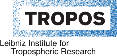 TROPOS
Leibniz Institute for
Tropospheric Research